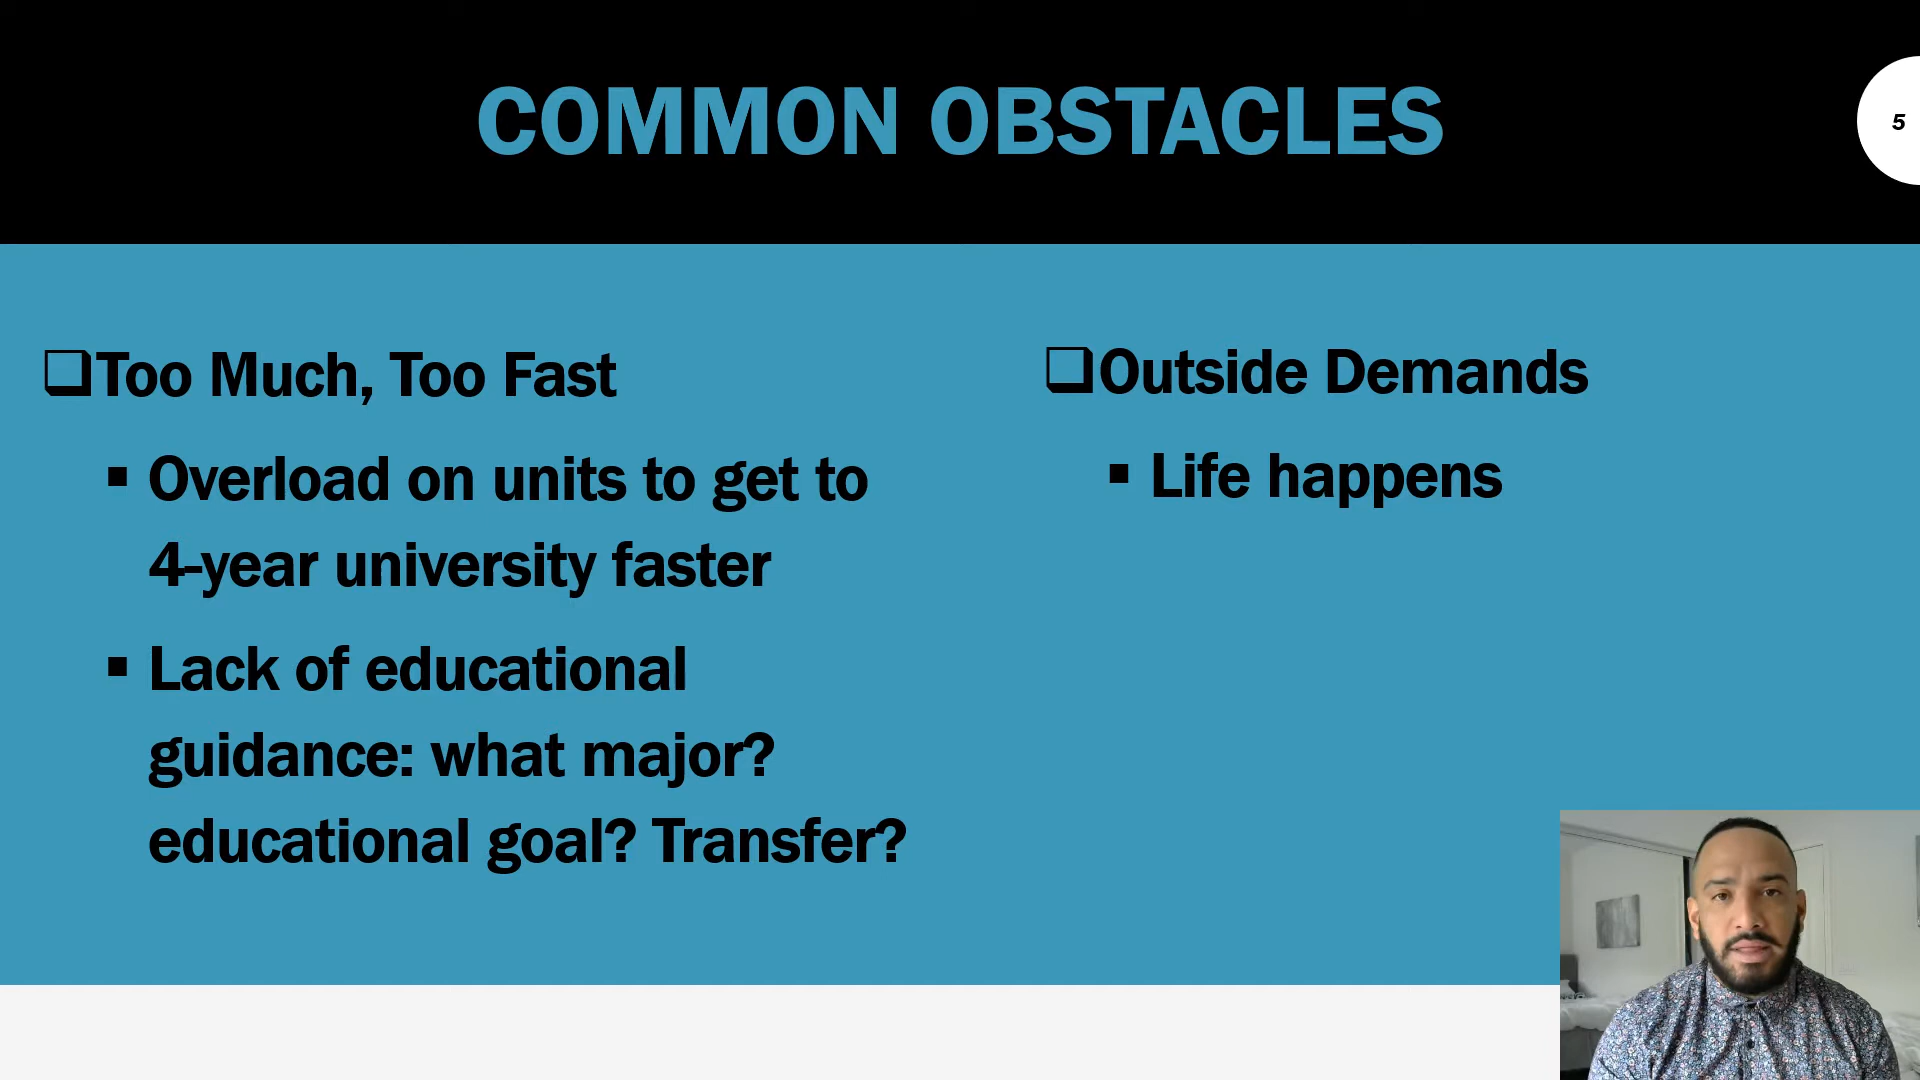 COMMON OBSTACLES
5
❑Too Much, Too Fast
▪ Overload on units to get to
4-year university faster
▪ Lack of educational
guidance: what major?
educational goal? Transfer?
❑Outside Demands
▪ Life happens